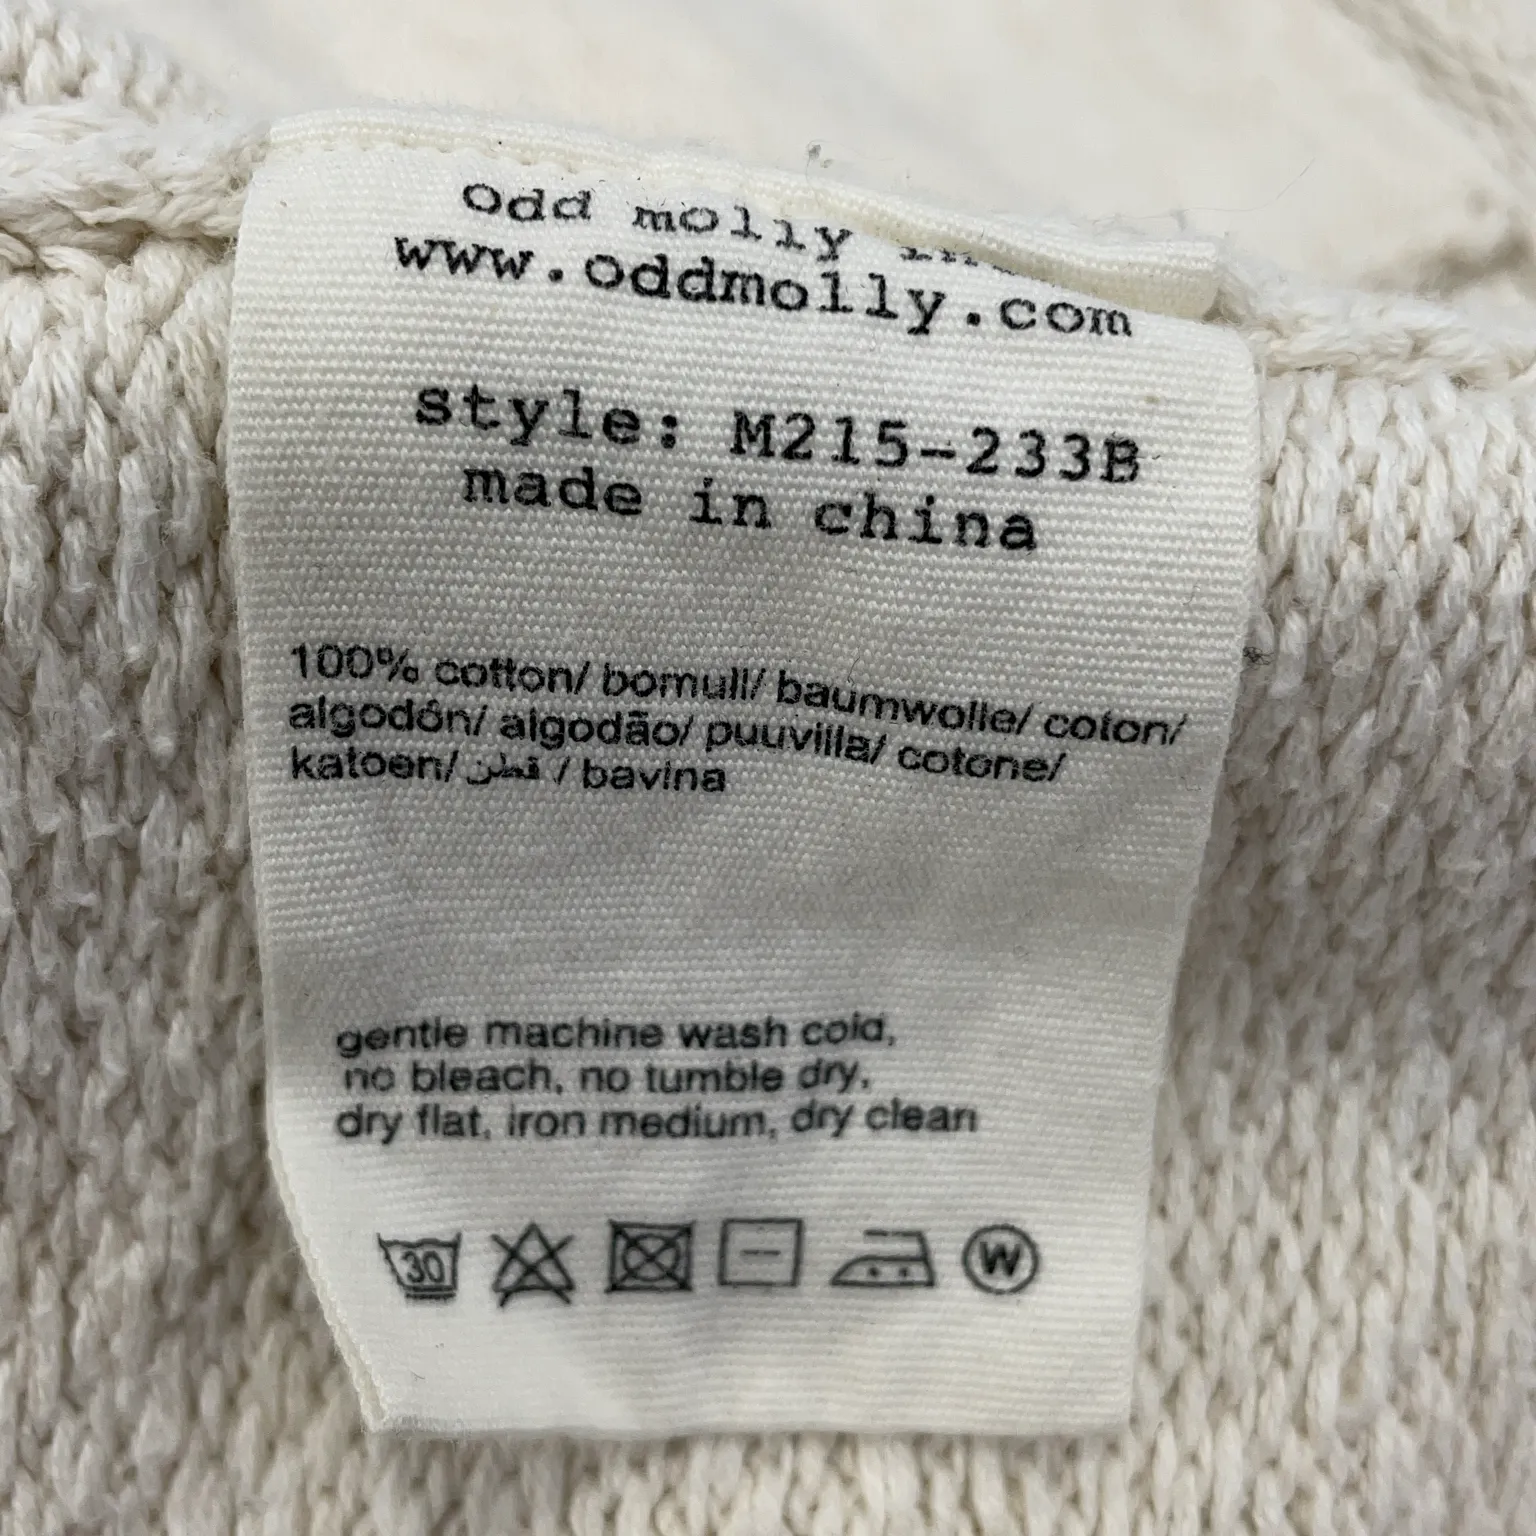 odd molly
www.oddmolly.com
style: M215-233B
made in china
100% cotton/ bomull/ baumwolle/ coton/
algodón/ algodão/ puuvilla/ cotone/
katoen/ قطن / bavlna
gentle machine wash cold,
no bleach, no tumble dry,
dry flat, iron medium, dry clean
30
W